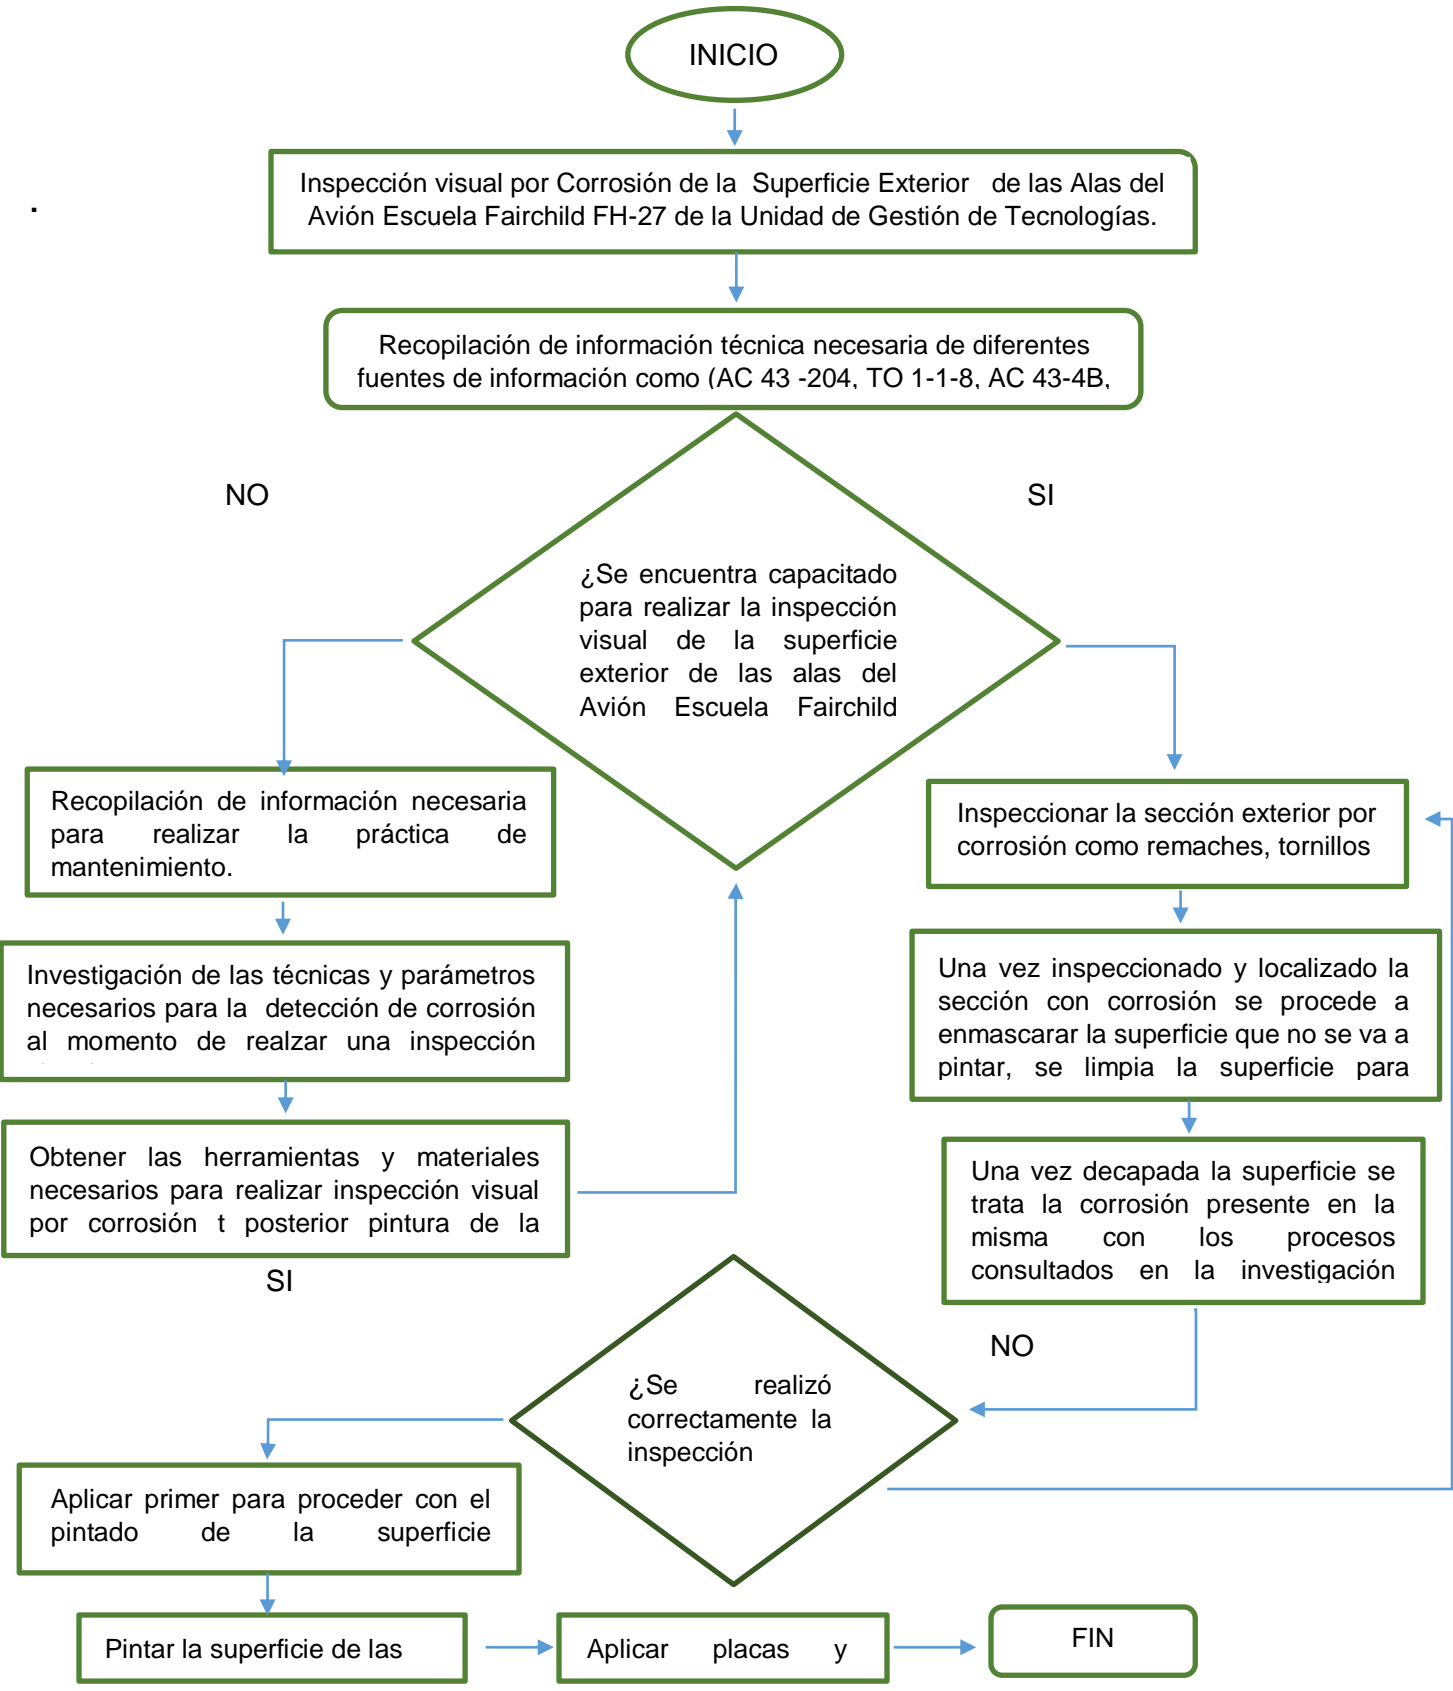 INICIO
Inspección visual por Corrosión de la Superficie Exterior de las Alas del
Avión Escuela Fairchild FH-27 de la Unidad de Gestión de Tecnologías.
.
Recopilación de información técnica necesaria de diferentes
fuentes de información como (AC 43 -204, TO 1-1-8, AC 43-4B,
NO
SI
¿Se encuentra capacitado
para realizar la inspección
visual de la superficie
exterior de las alas del
Avión Escuela Fairchild
Recopilación de información necesaria
para realizar la práctica de
mantenimiento.
Investigación de las técnicas y parámetros
necesarios para la detección de corrosión
al momento de realzar una inspección
Obtener las herramientas y materiales
necesarios para realizar inspección visual
por corrosión t posterior pintura de la
Inspeccionar la sección exterior por
corrosión como remaches, tornillos
Una vez inspeccionado y localizado la
sección con corrosión se procede a
enmascarar la superficie que no se va a
pintar, se limpia la superficie para
Una vez decapada la superficie se
trata la corrosión presente en la
misma con los procesos
consultados en la investigación
SI
NO
¿Se realizó
correctamente la
inspección
Aplicar primer para proceder con el
pintado de la superficie
Pintar la superficie de las
Aplicar placas y
FIN